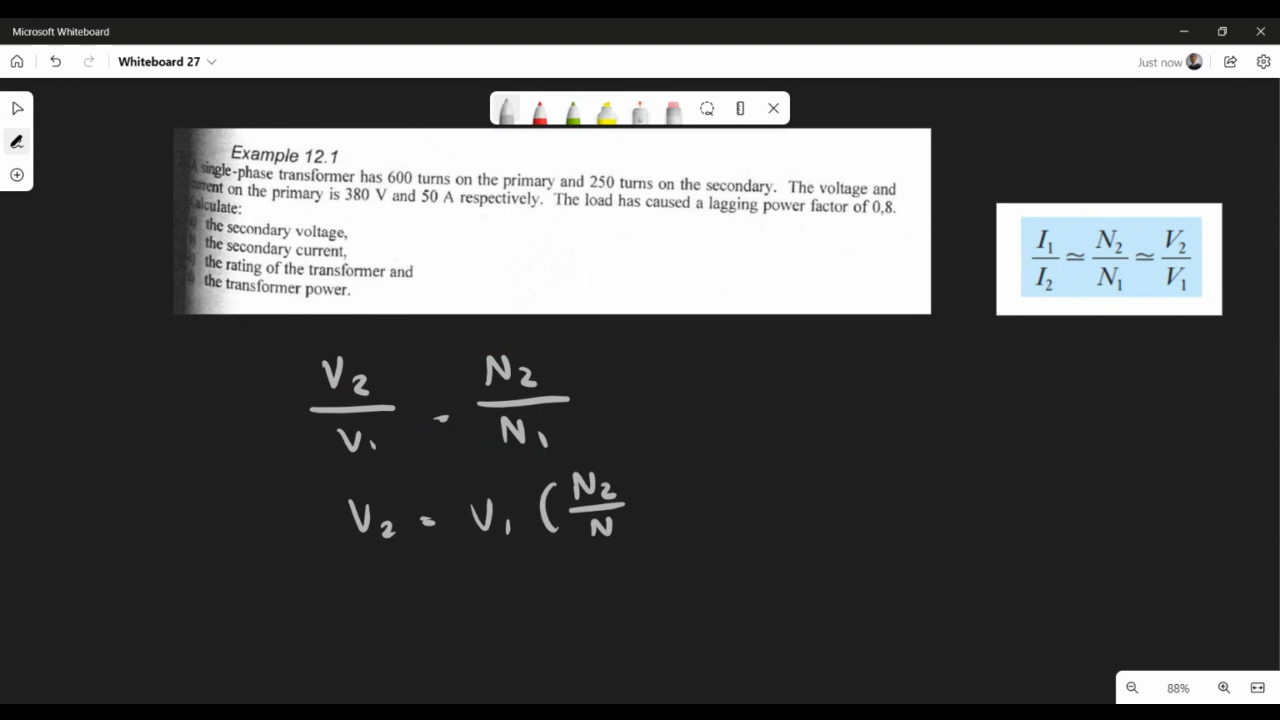 Microsoft Whiteboard
Whiteboard 27
Just now
Example 12.1
single-phase transformer has 600 turns on the primary and 250 turns on the secondary. The voltage and
on the primary is 380 V and 50 A respectively. The load has caused a lagging power factor of 0,8.
the secondary voltage,
the secondary current,
the rating of the transformer and
the transformer power.
I₁/I₂ ≃ N₂/N₁ ≃ V₂/V₁
V₂/V₁ = N₂/N₁
V₂ = V₁ (N₂/N
88%